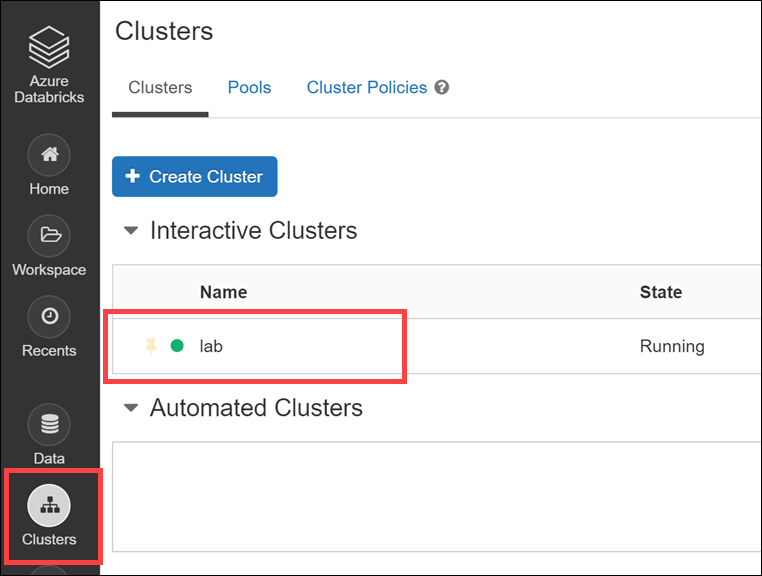 Azure
Databricks
Home
Workspace
Recents
Data
Clusters
Clusters
Clusters Pools Cluster Policies ?
+ Create Cluster
Interactive Clusters
Name State
lab Running
Automated Clusters